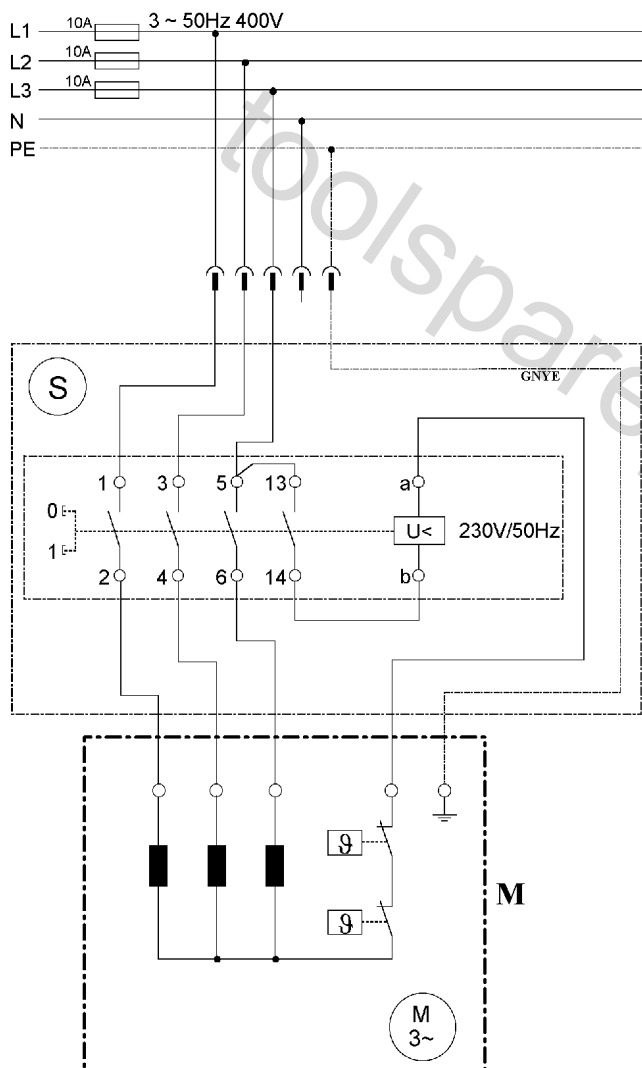 L1 10A 3 ~ 50Hz 400V
L2 10A
L3 10A
N
PE
toolspare
S
GNYE
1 3 5 13 a
0
1
U< 230V/50Hz
2 4 6 14 b
ϑ
ϑ
M
M
3~